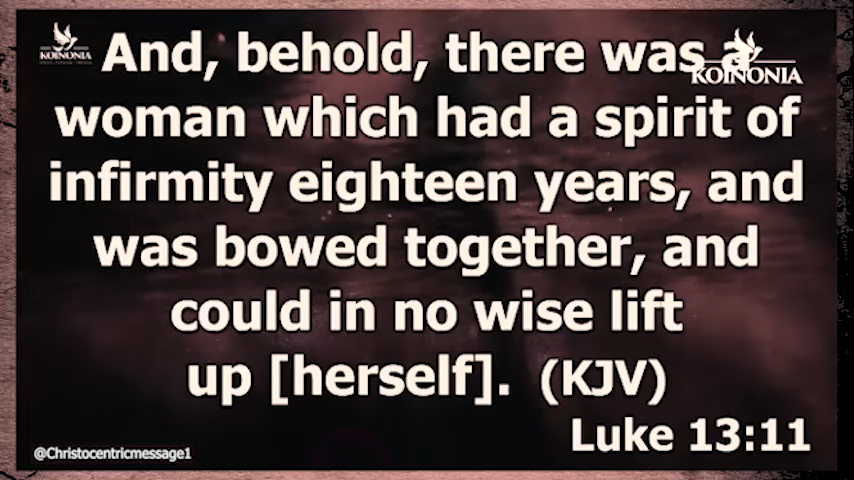 KOINONIA
And, behold, there was a
KOINONIA
woman which had a spirit of
infirmity eighteen years, and
was bowed together, and
could in no wise lift
up [herself]. (KJV)
Luke 13:11
@Christocentricmessage1